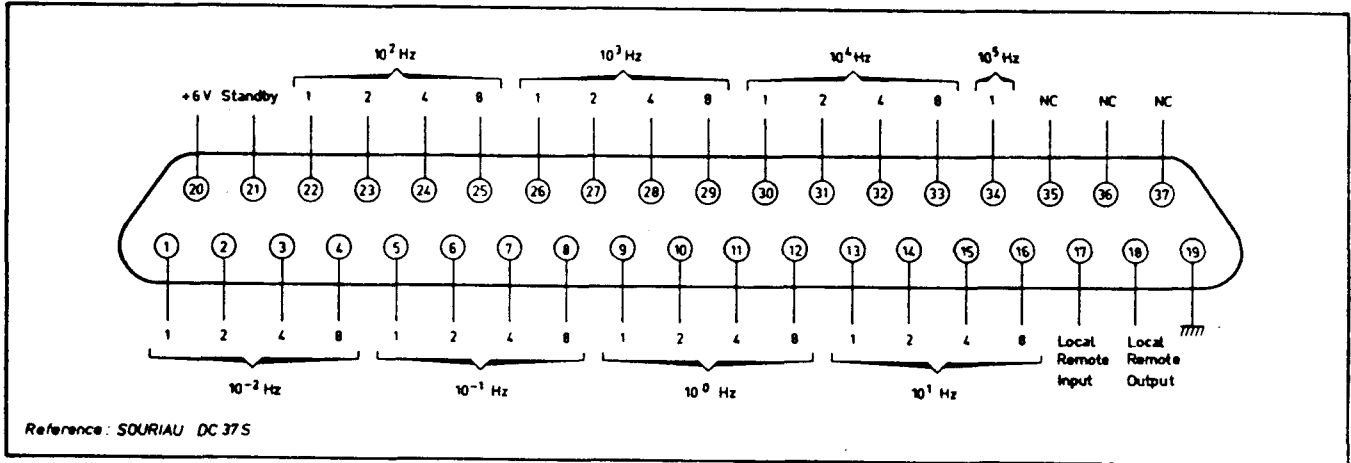 10² Hz 10³ Hz 10⁴ Hz 10⁵ Hz
+6V Standby 1 2 4 8 1 2 4 8 1 2 4 8 1 NC NC NC
20 21 22 23 24 25 26 27 28 29 30 31 32 33 34 35 36 37
1 2 3 4 5 6 7 8 9 10 11 12 13 14 15 16 17 18 19
1 2 4 8 1 2 4 8 1 2 4 8 1 2 4 8 Local Local
Remote Remote
Input Output
10⁻² Hz 10⁻¹ Hz 10⁰ Hz 10¹ Hz
Reference: SOURIAU DC 37 S